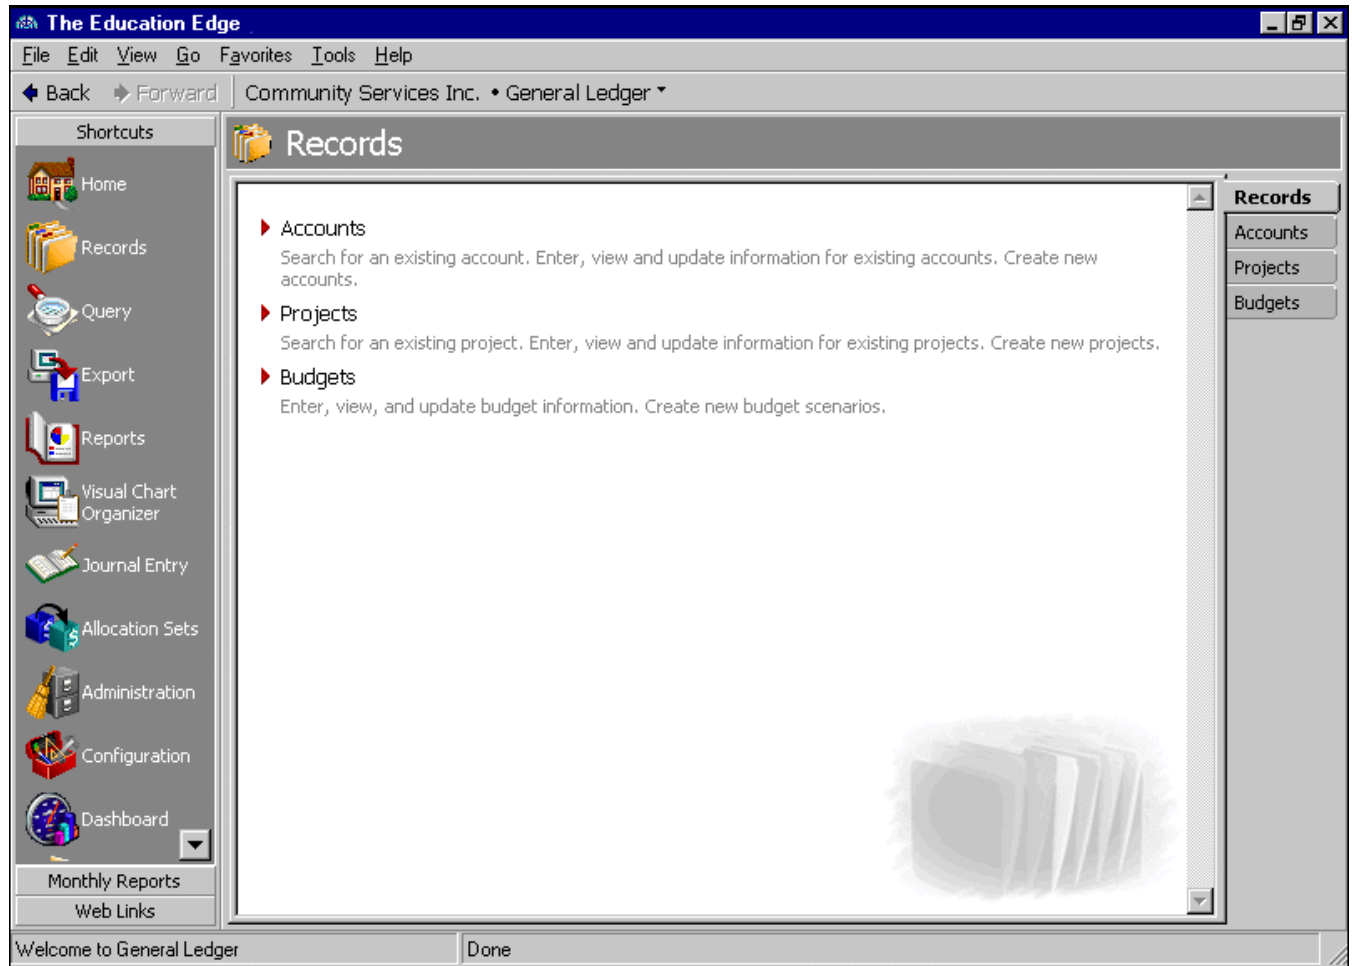 The Education Edge
File Edit View Go Favorites Tools Help
Back Forward Community Services Inc. • General Ledger
Shortcuts
Home
Records
Query
Export
Reports
Visual Chart
Organizer
Journal Entry
Allocation Sets
Administration
Configuration
Dashboard
Monthly Reports
Web Links
Records
Accounts
Search for an existing account. Enter, view and update information for existing accounts. Create new
accounts.
Projects
Search for an existing project. Enter, view and update information for existing projects. Create new projects.
Budgets
Enter, view, and update budget information. Create new budget scenarios.
Records
Accounts
Projects
Budgets
Welcome to General Ledger
Done